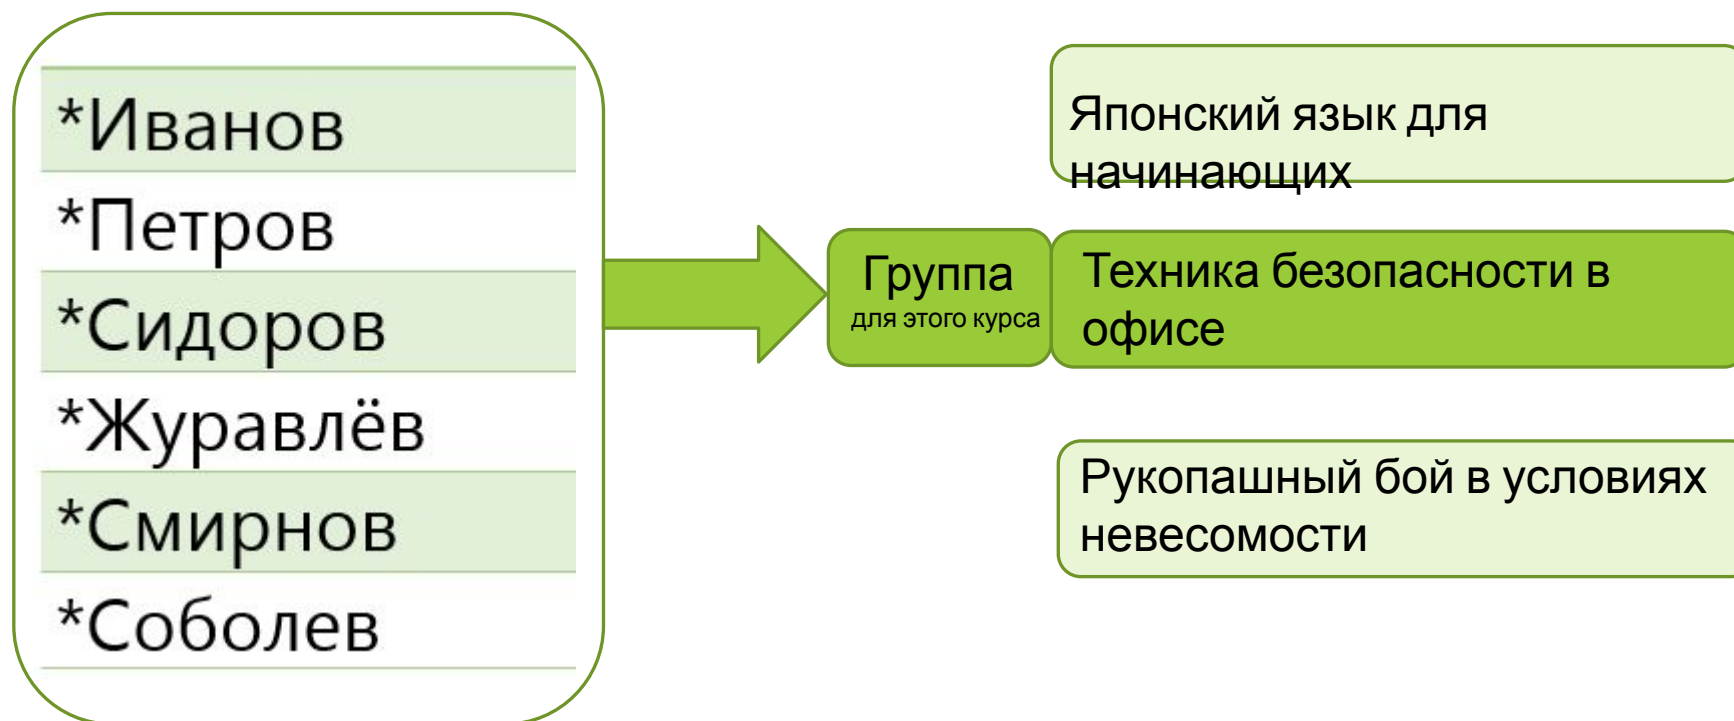 *Иванов
*Петров
*Сидоров
*Журавлёв
*Смирнов
*Соболев
Группа
для этого курса
Японский язык для
начинающих
Техника безопасности в
офисе
Рукопашный бой в условиях
невесомости